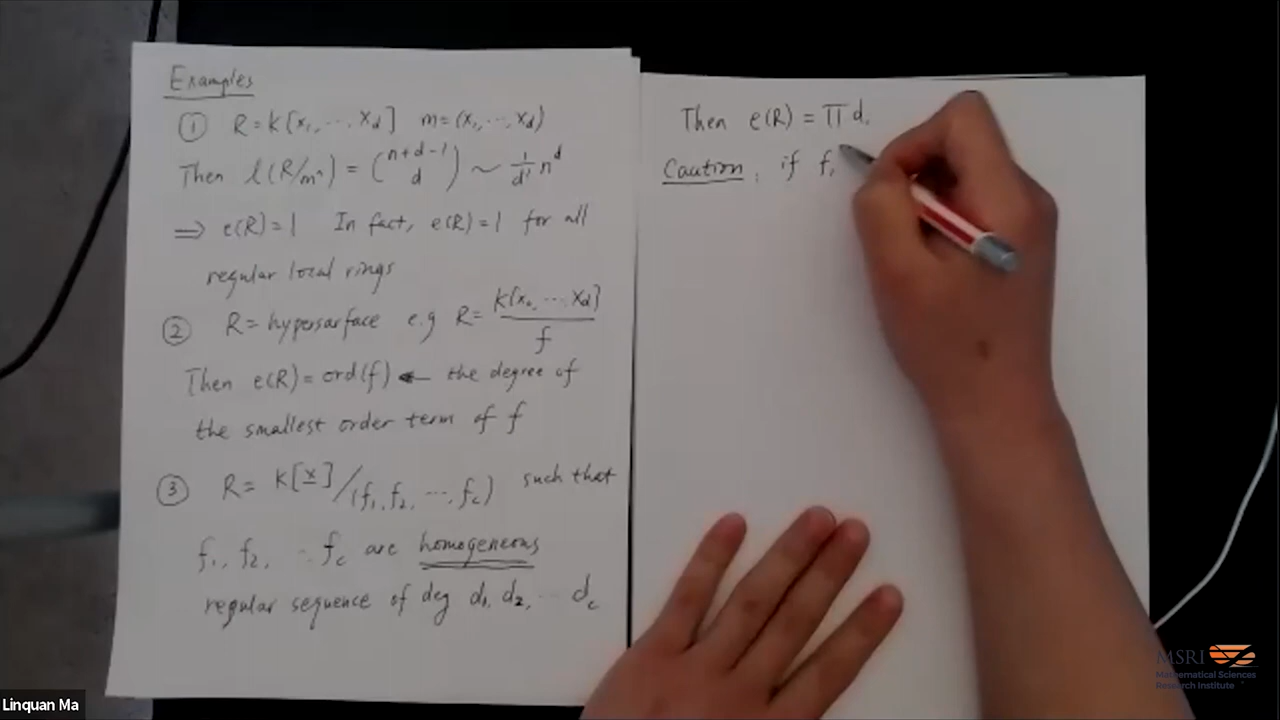 Examples
① R = K[x₁, ... x_d] m = (x₁, ..., x_d)
Then l(R/mⁿ) = (n+d-1 d) ~ 1/d! n^d
⟹ e(R) = 1 In fact, e(R) = 1 for all
regular local rings
② R = hypersurface e.g R = K[x₀, ... x_d] / f
Then e(R) = ord(f) ← the degree of
the smallest order term of f
③ R = K[x]/(f₁, f₂, ... f_c) such that
f₁, f₂, ... f_c are homogeneous
regular sequence of deg d₁, d₂, ... d_c
Then e(R) = Π dᵢ
Caution, if f₁
MSRI
Mathematical Sciences
Research Institute
Linquan Ma